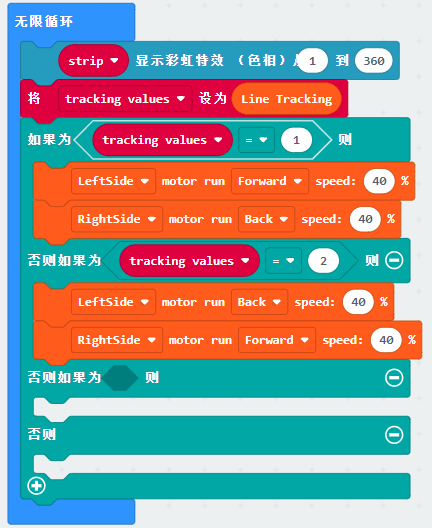 无限循环
strip 显示彩虹特效 (色相) 1 到 360
将 tracking values 设为 Line Tracking
如果为 tracking values = 1 则
LeftSide motor run Forward speed: 40 %
RightSide motor run Back speed: 40 %
否则如果为 tracking values = 2 则
LeftSide motor run Back speed: 40 %
RightSide motor run Forward speed: 40 %
否则如果为 则
否则